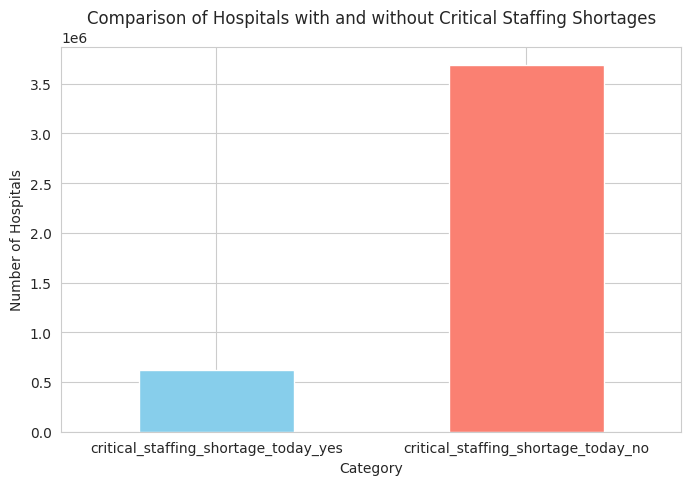 Comparison of Hospitals with and without Critical Staffing Shortages
1e6
3.5
3.0
2.5
2.0
1.5
1.0
0.5
0.0
Number of Hospitals
critical_staffing_shortage_today_yes
critical_staffing_shortage_today_no
Category